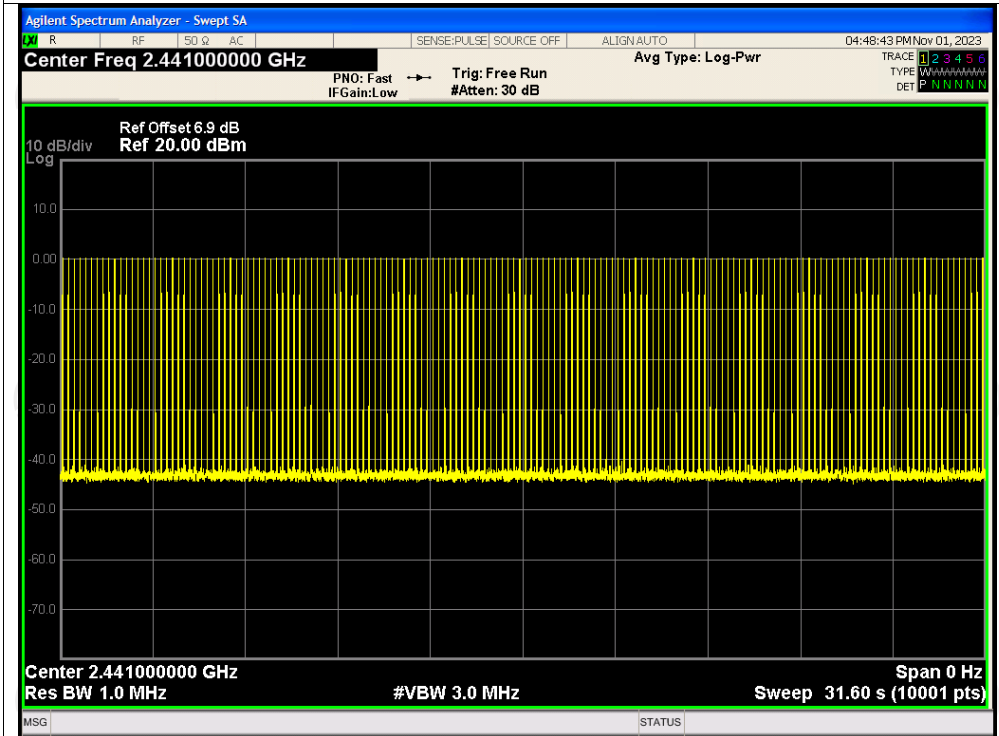 Agilent Spectrum Analyzer - Swept SA
LXI R RF 50 Ω AC SENSE:PULSE SOURCE OFF ALIGN AUTO 04:48:43 PM Nov 01, 2023
Center Freq 2.441000000 GHz
PNO: Fast
IFGain:Low
Trig: Free Run
#Atten: 30 dB
Avg Type: Log-Pwr
TRACE 1 2 3 4 5 6
TYPE W
DET P N N N N N
Ref Offset 6.9 dB
10 dB/div Ref 20.00 dBm
Log
10.0
0.00
-10.0
-20.0
-30.0
-40.0
-50.0
-60.0
-70.0
Center 2.441000000 GHz Span 0 Hz
Res BW 1.0 MHz #VBW 3.0 MHz Sweep 31.60 s (10001 pts)
MSG STATUS